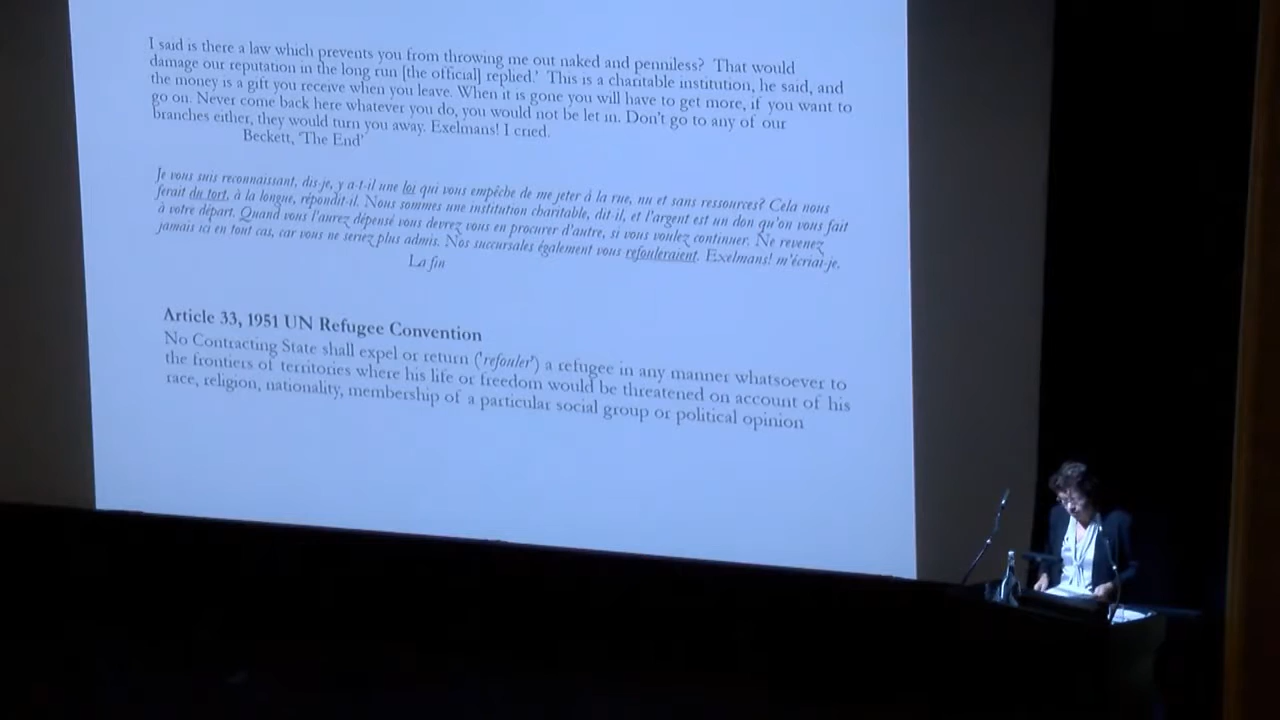 I said is there a law which prevents you from throwing me out naked and penniless? That would
damage our reputation in the long run [the official] replied.' This is a charitable institution, he said, and
the money is a gift you receive when you leave. When it is gone you will have to get more, if you want to
go on. Never come back here whatever you do, you would not be let in. Don't go to any of our
branches either, they would turn you away. Exelmans! I cried.
Beckett, 'The End'
Je vous suis reconnaissant, dis-je, y a-t-il une loi qui vous empêche de me jeter à la rue, nu et sans ressources? Cela nous
ferait du tort, à la longue, répondit-il. Nous sommes une institution charitable, dit-il, et l'argent est un don qu'on vous fait
à votre départ. Quand vous l'aurez dépensé vous devrez vous en procurer d'autre, si vous voulez continuer. Ne revenez
jamais ici en tout cas, car vous ne seriez plus admis. Nos succursales également vous refouleraient. Exelmans! m'écriai-je.
La fin
Article 33, 1951 UN Refugee Convention
No Contracting State shall expel or return ('refouler') a refugee in any manner whatsoever to
the frontiers of territories where his life or freedom would be threatened on account of his
race, religion, nationality, membership of a particular social group or political opinion